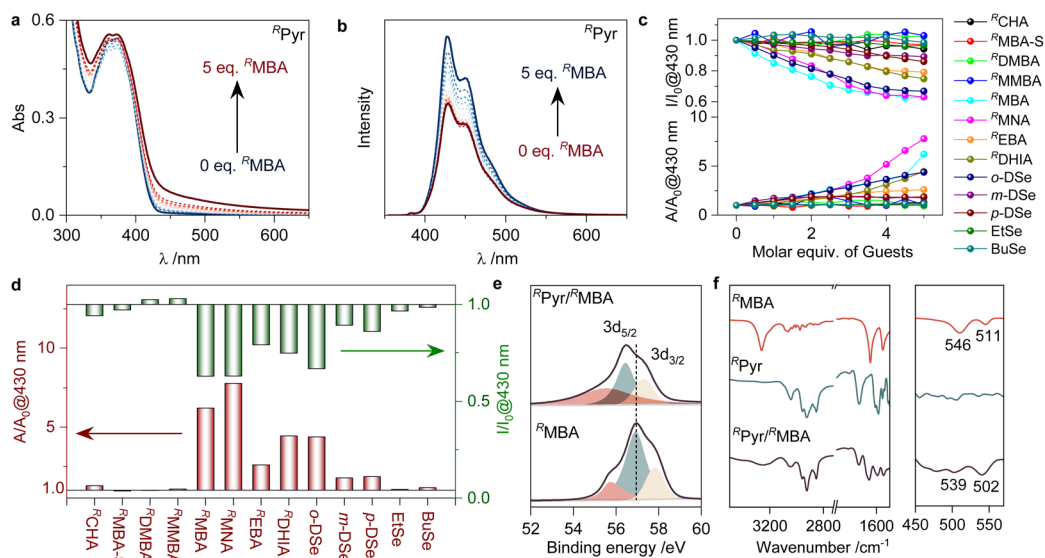 a
0.6
0.3
0.0
Abs
ᴿPyr
5 eq. ᴿMBA
0 eq. ᴿMBA
300
400
500
600
λ /nm
b
Intensity
ᴿPyr
5 eq. ᴿMBA
0 eq. ᴿMBA
400
500
600
λ /nm
c
I/I₀@430 nm
1.0
0.8
0.6
A/A₀@430 nm
5
0
0
2
4
Molar equiv. of Guests
ᴿCHA
ᴿMBA-S
ᴿDMBA
ᴿMMBA
ᴿMBA
ᴿMNA
ᴿEBA
ᴿDHIA
o-DSe
m-DSe
p-DSe
EtSe
BuSe
d
A/A₀@430 nm
10
5
1.0
1.0
0.5
0.0
I/I₀@430 nm
ᴿCHA
ᴿMBA-S
ᴿDMBA
ᴿMMBA
ᴿMBA
ᴿMNA
ᴿEBA
ᴿDHIA
o-DSe
m-DSe
p-DSe
EtSe
BuSe
e
ᴿPyr/ᴿMBA
3d5/2
3d3/2
ᴿMBA
52
54
56
58
60
Binding energy /eV
f
ᴿMBA
ᴿPyr
ᴿPyr/ᴿMBA
546
511
539
502
3200
2800
1600
450
500
550
Wavenumber /cm⁻¹